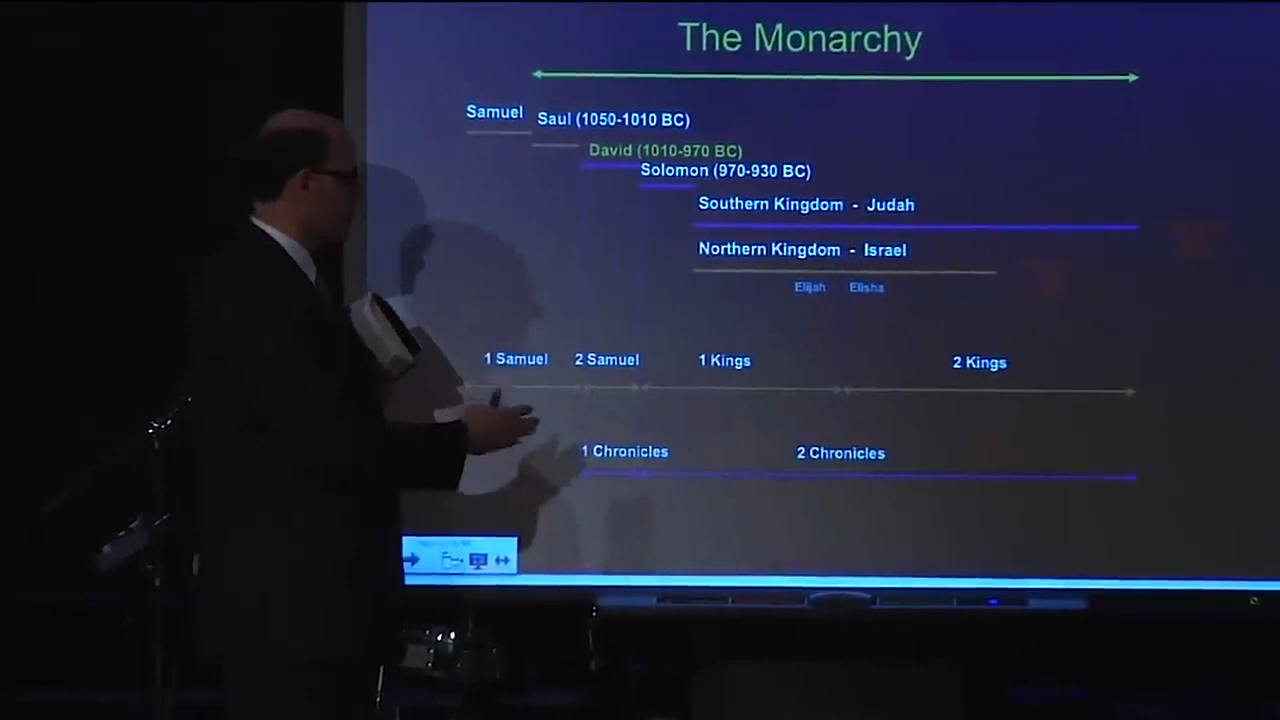 The Monarchy
Samuel
Saul (1050-1010 BC)
David (1010-970 BC)
Solomon (970-930 BC)
Southern Kingdom - Judah
Northern Kingdom - Israel
Elijah Elisha
1 Samuel 2 Samuel 1 Kings 2 Kings
1 Chronicles 2 Chronicles